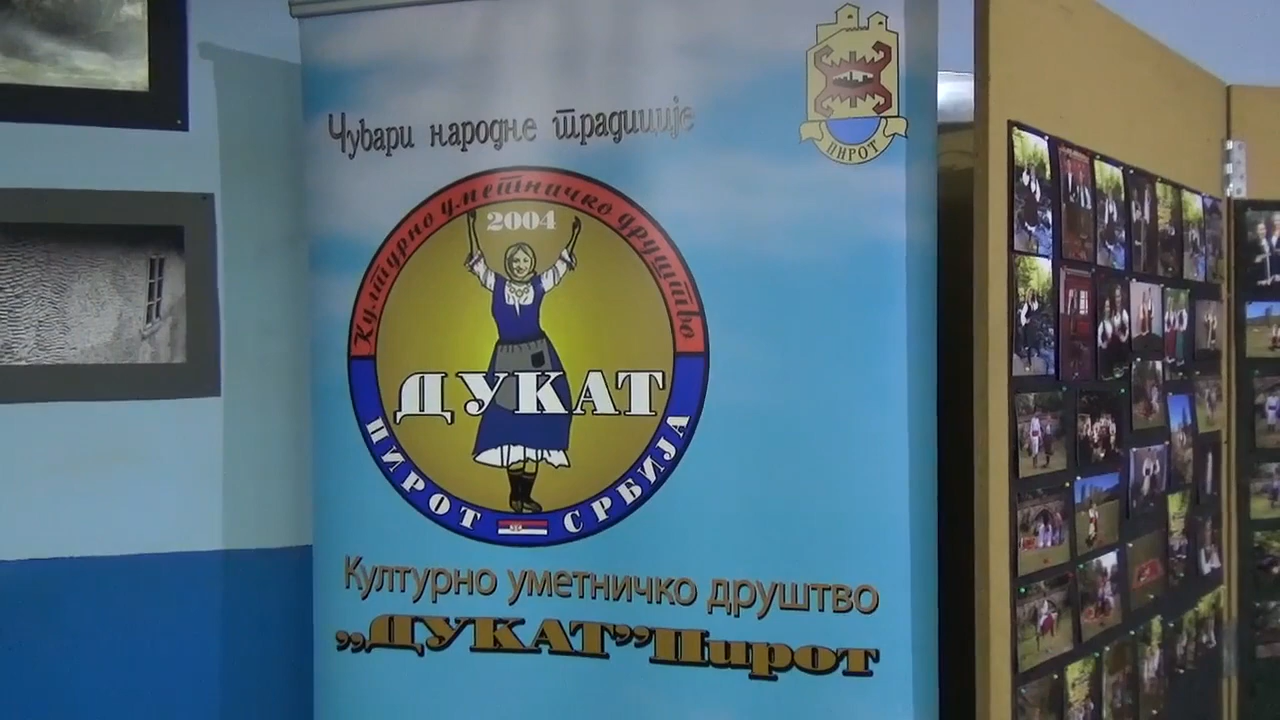 Чувари народне традиције
ПИРОТ
Културно уметничко друштво
2004
ДУКАТ
ПИРОТ СРБИЈА
Културно уметничко друштво
„ДУКАТ” Пирот